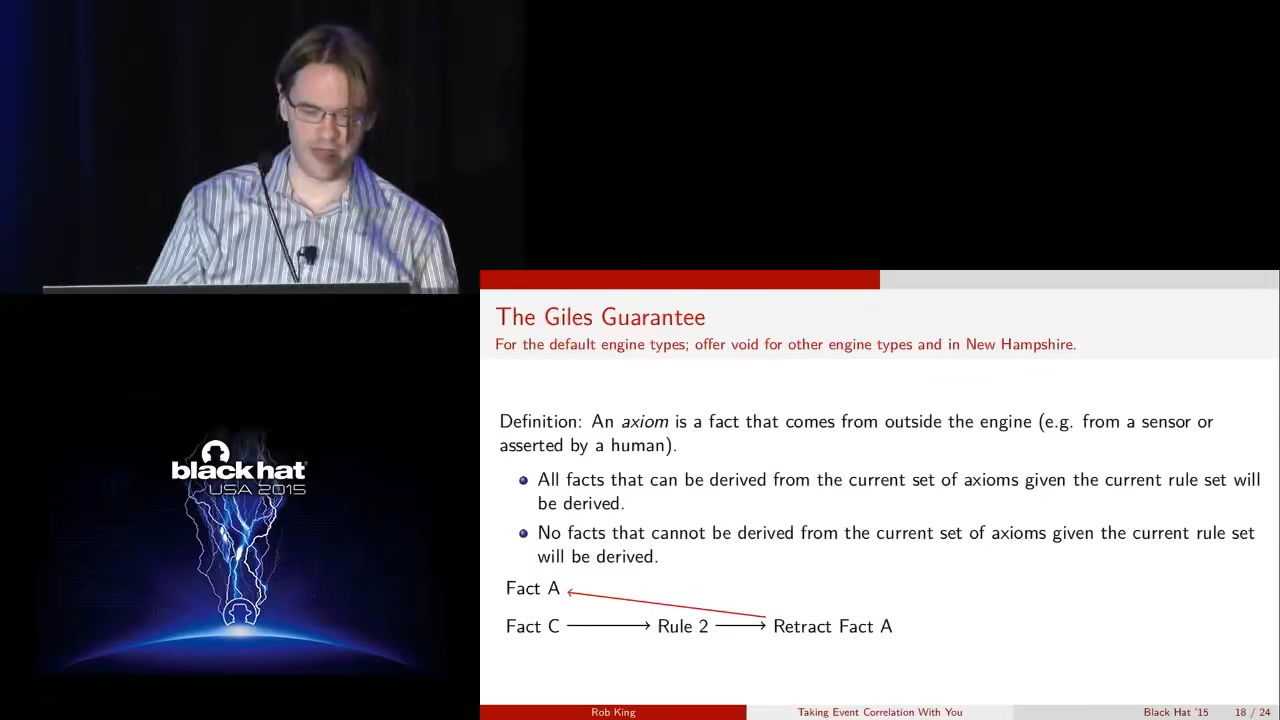 The Giles Guarantee
For the default engine types; offer void for other engine types and in New Hampshire.
Definition: An axiom is a fact that comes from outside the engine (e.g. from a sensor or
asserted by a human).
All facts that can be derived from the current set of axioms given the current rule set will
be derived.
No facts that cannot be derived from the current set of axioms given the current rule set
will be derived.
Fact A
Fact C Rule 2 Retract Fact A
black hat
USA 2015
Rob King Taking Event Correlation With You Black Hat '15 18 / 24